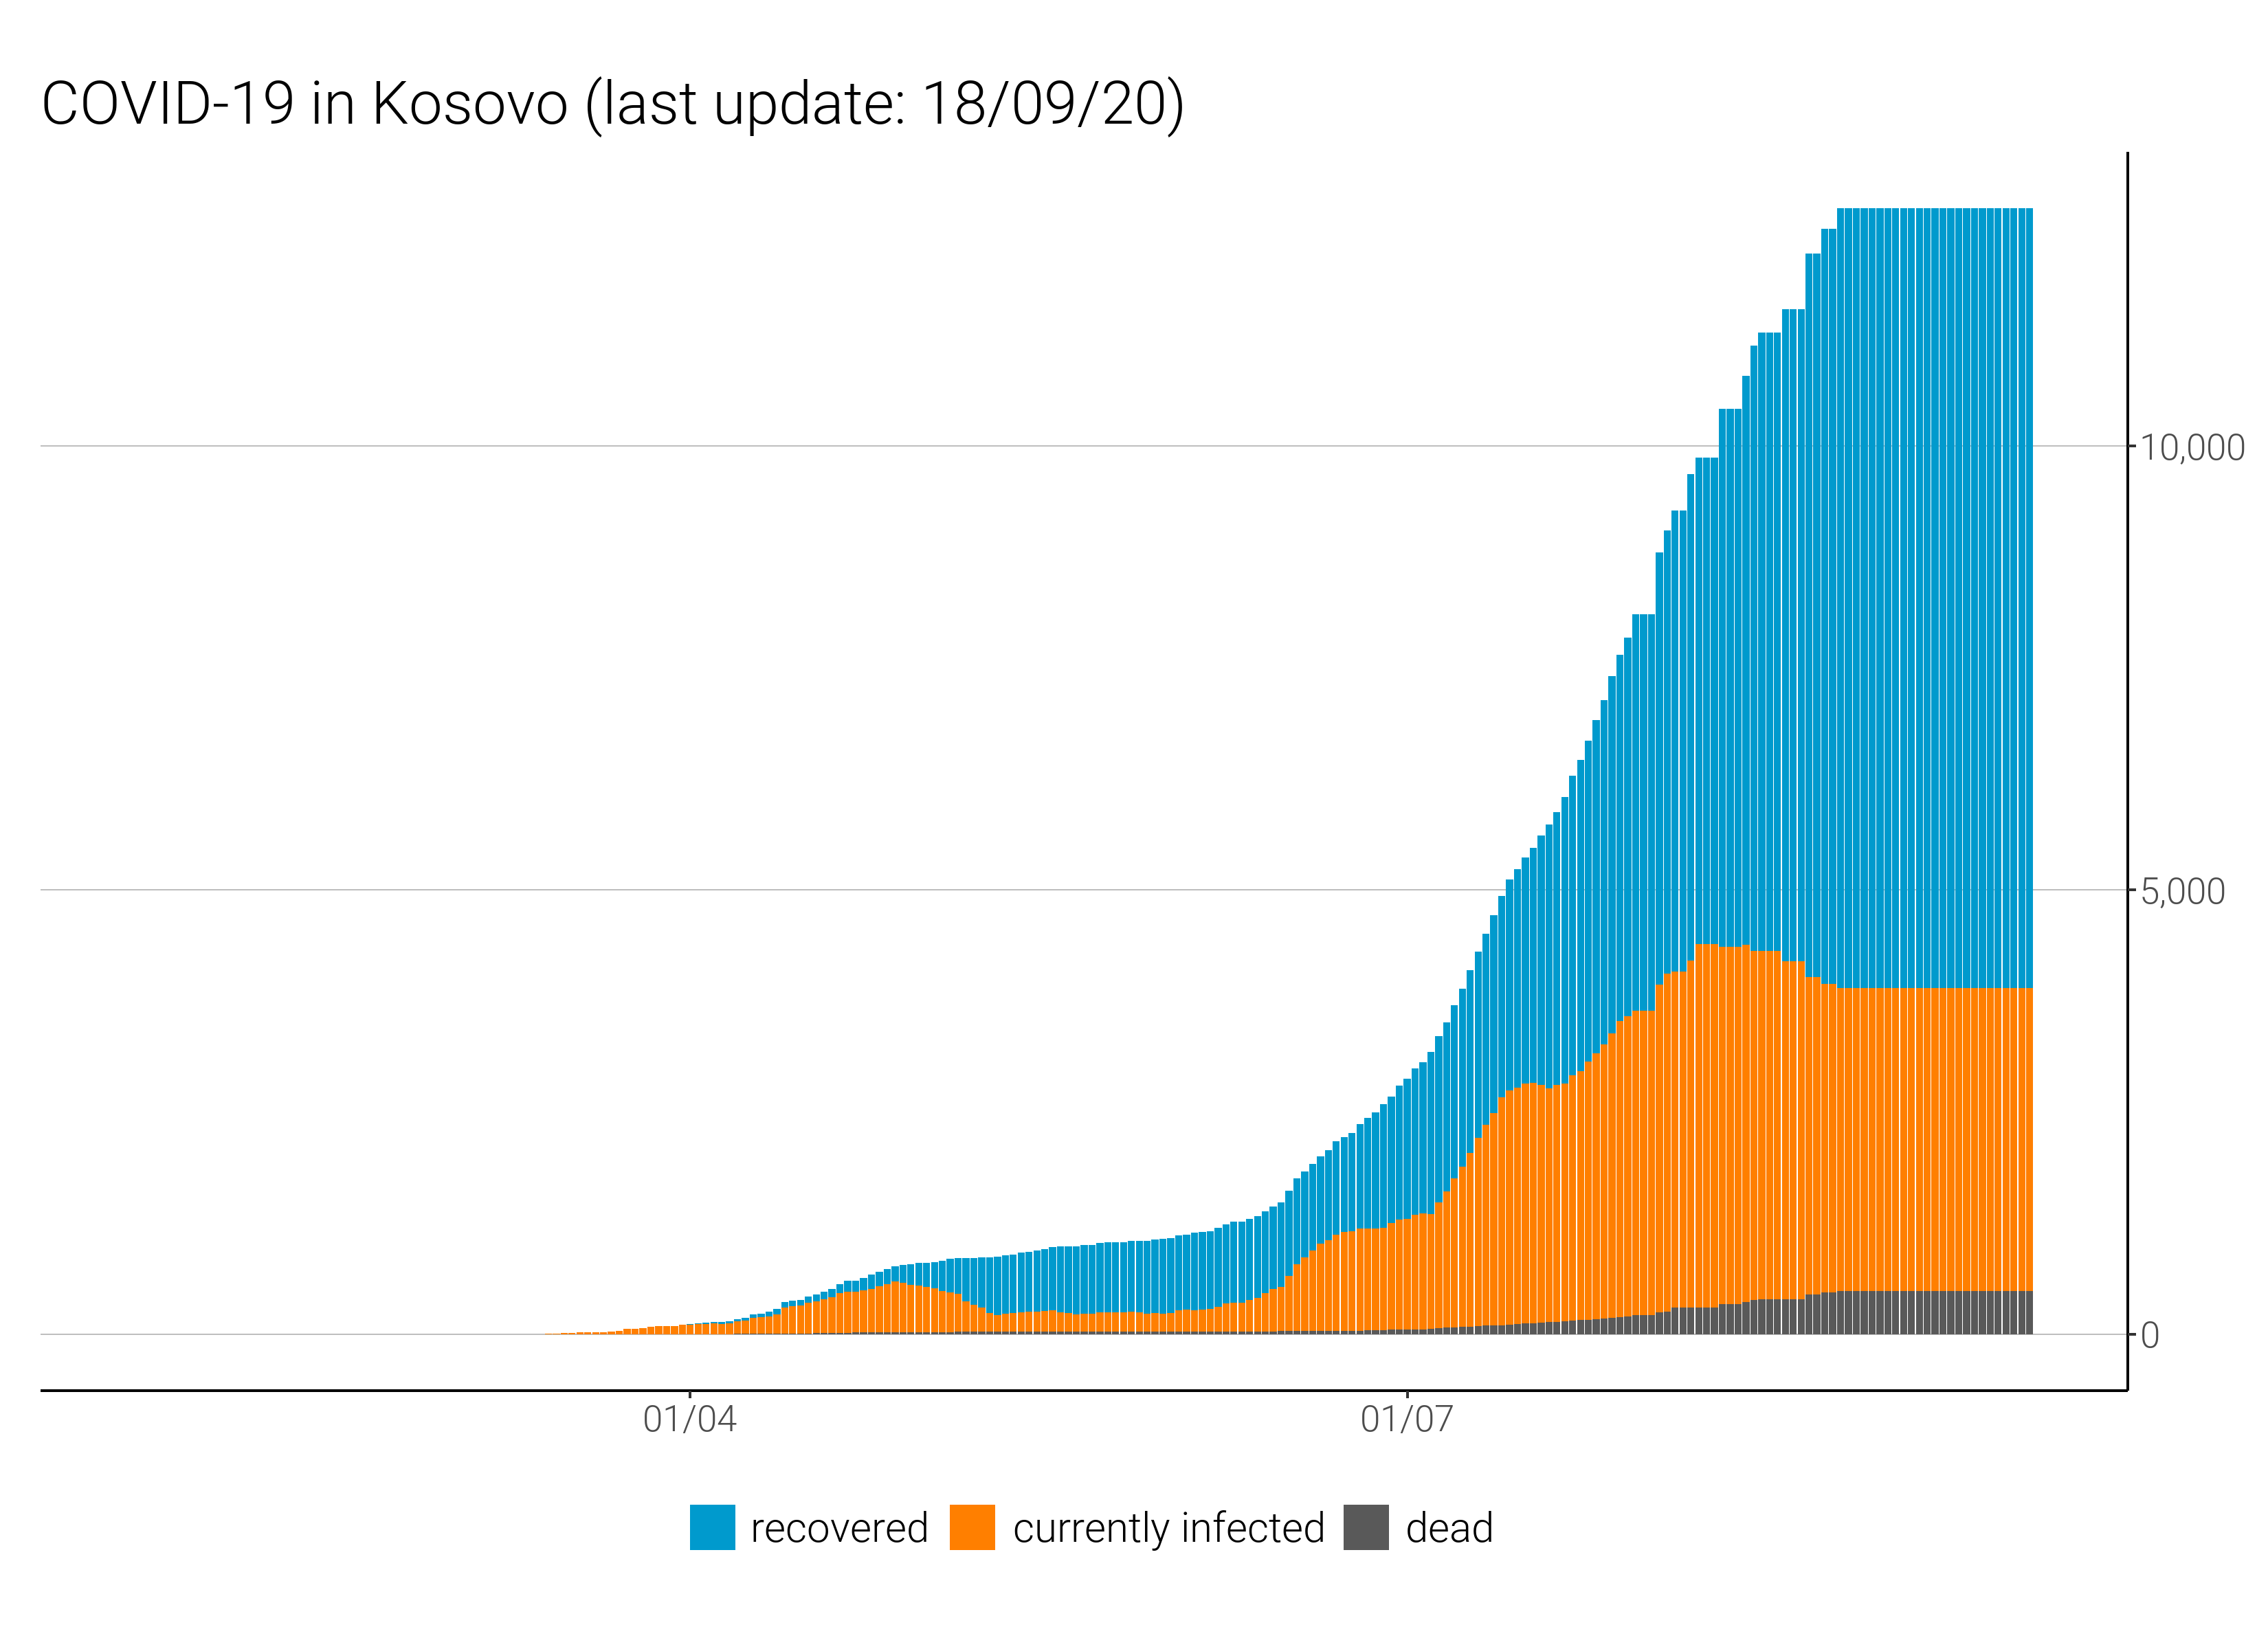 COVID-19 in Kosovo (last update: 18/09/20)
10,000
5,000
0
01/04 01/07
recovered currently infected dead